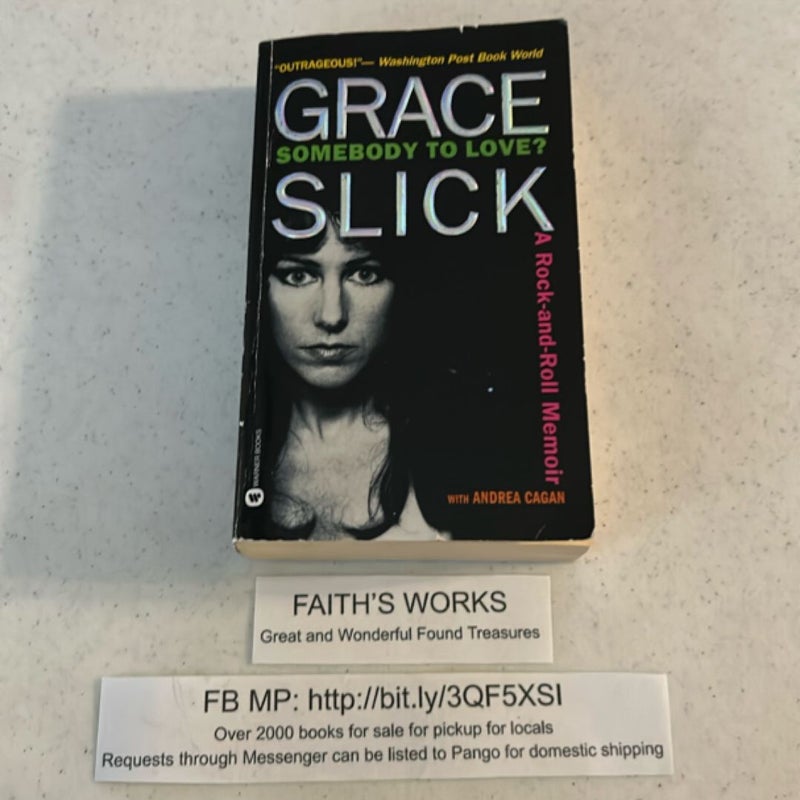 "OUTRAGEOUS!"— Washington Post Book World
GRACE
SOMEBODY TO LOVE?
SLICK
A Rock-and-Roll Memoir
WARNER BOOKS
WITH ANDREA CAGAN
FAITH'S WORKS
Great and Wonderful Found Treasures
FB MP: http://bit.ly/3QF5XSI
Over 2000 books for sale for pickup for locals
Requests through Messenger can be listed to Pango for domestic shipping